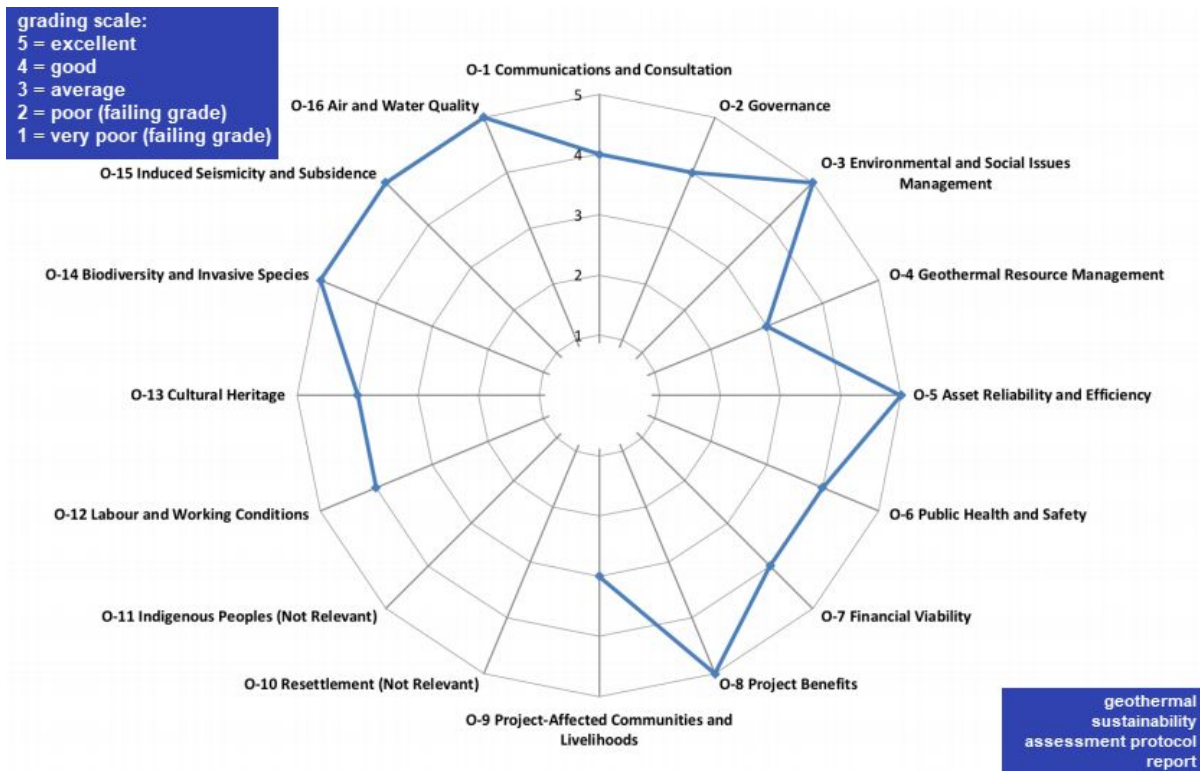 grading scale:
5 = excellent
4 = good
3 = average
2 = poor (failing grade)
1 = very poor (failing grade)
O-1 Communications and Consultation
O-2 Governance
O-3 Environmental and Social Issues
Management
O-4 Geothermal Resource Management
O-5 Asset Reliability and Efficiency
O-6 Public Health and Safety
O-7 Financial Viability
O-8 Project Benefits
O-9 Project-Affected Communities and
Livelihoods
O-10 Resettlement (Not Relevant)
O-11 Indigenous Peoples (Not Relevant)
O-12 Labour and Working Conditions
O-13 Cultural Heritage
O-14 Biodiversity and Invasive Species
O-15 Induced Seismicity and Subsidence
O-16 Air and Water Quality
5
4
3
2
1
geothermal
sustainability
assessment protocol
report